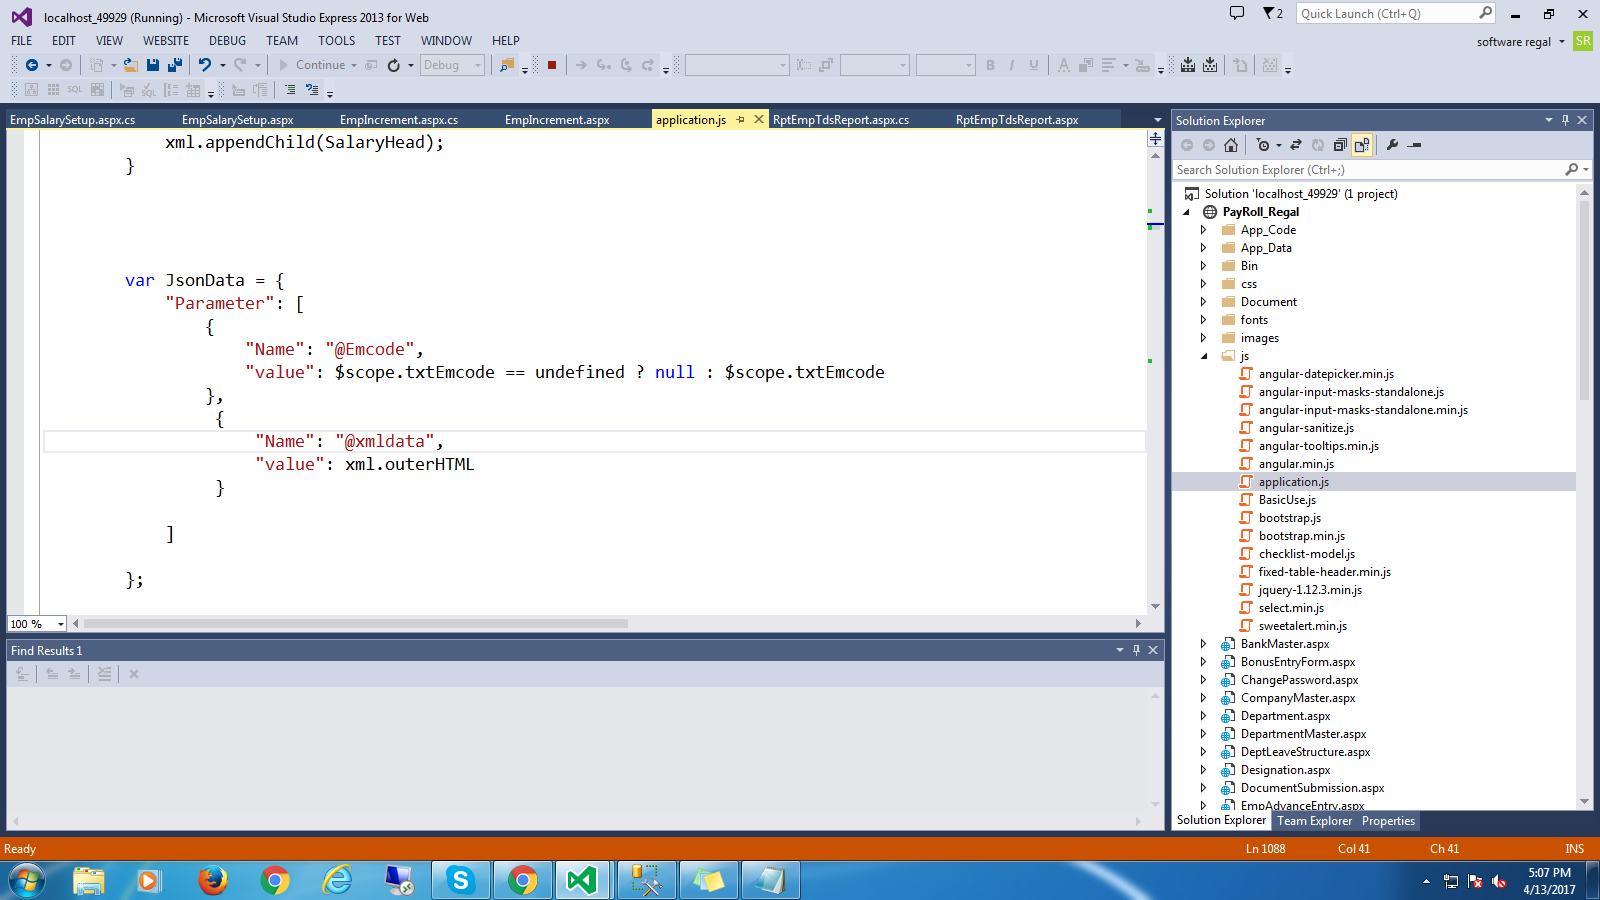 localhost_49929 (Running) - Microsoft Visual Studio Express 2013 for Web
2
Quick Launch (Ctrl+Q)
FILE EDIT VIEW WEBSITE DEBUG TEAM TOOLS TEST WINDOW HELP
software regal
SR
Continue
Debug
B I U A
SQL SQL
EmpSalarySetup.aspx.cs EmpSalarySetup.aspx EmpIncrement.aspx.cs EmpIncrement.aspx application.js RptEmpTdsReport.aspx.cs RptEmpTdsReport.aspx
xml.appendChild(SalaryHead);
}
var JsonData = {
"Parameter": [
{
"Name": "@Emcode",
"value": $scope.txtEmcode == undefined ? null : $scope.txtEmcode
},
{
"Name": "@xmldata",
"value": xml.outerHTML
}
]
};
100 %
Find Results 1
Solution Explorer
Search Solution Explorer (Ctrl+;)
Solution 'localhost_49929' (1 project)
PayRoll_Regal
App_Code
App_Data
Bin
css
Document
fonts
images
js
angular-datepicker.min.js
angular-input-masks-standalone.js
angular-input-masks-standalone.min.js
angular-sanitize.js
angular-tooltips.min.js
angular.min.js
application.js
BasicUse.js
bootstrap.js
bootstrap.min.js
checklist-model.js
fixed-table-header.min.js
jquery-1.12.3.min.js
select.min.js
sweetalert.min.js
BankMaster.aspx
BonusEntryForm.aspx
ChangePassword.aspx
CompanyMaster.aspx
Department.aspx
DepartmentMaster.aspx
DeptLeaveStructure.aspx
Designation.aspx
DocumentSubmission.aspx
EmpAdvanceEntry.aspx
Solution Explorer Team Explorer Properties
Ready
Ln 1088 Col 41 Ch 41 INS
5:07 PM
4/13/2017